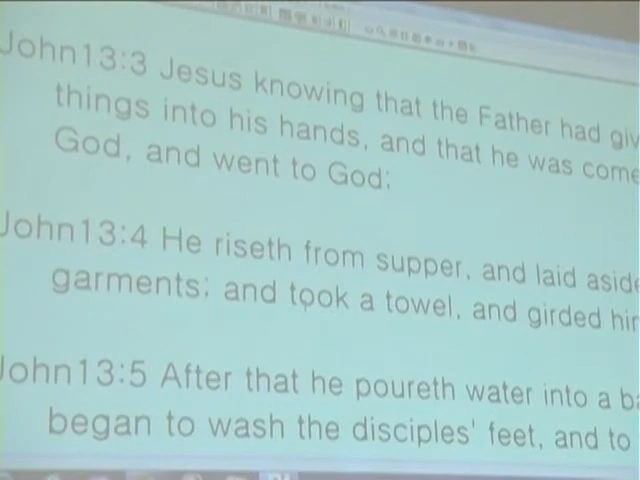 John13:3 Jesus knowing that the Father had giv
things into his hands, and that he was come
God, and went to God;
John13:4 He riseth from supper, and laid aside
garments; and took a towel, and girded hi
John13:5 After that he poureth water into a ba
began to wash the disciples' feet, and to